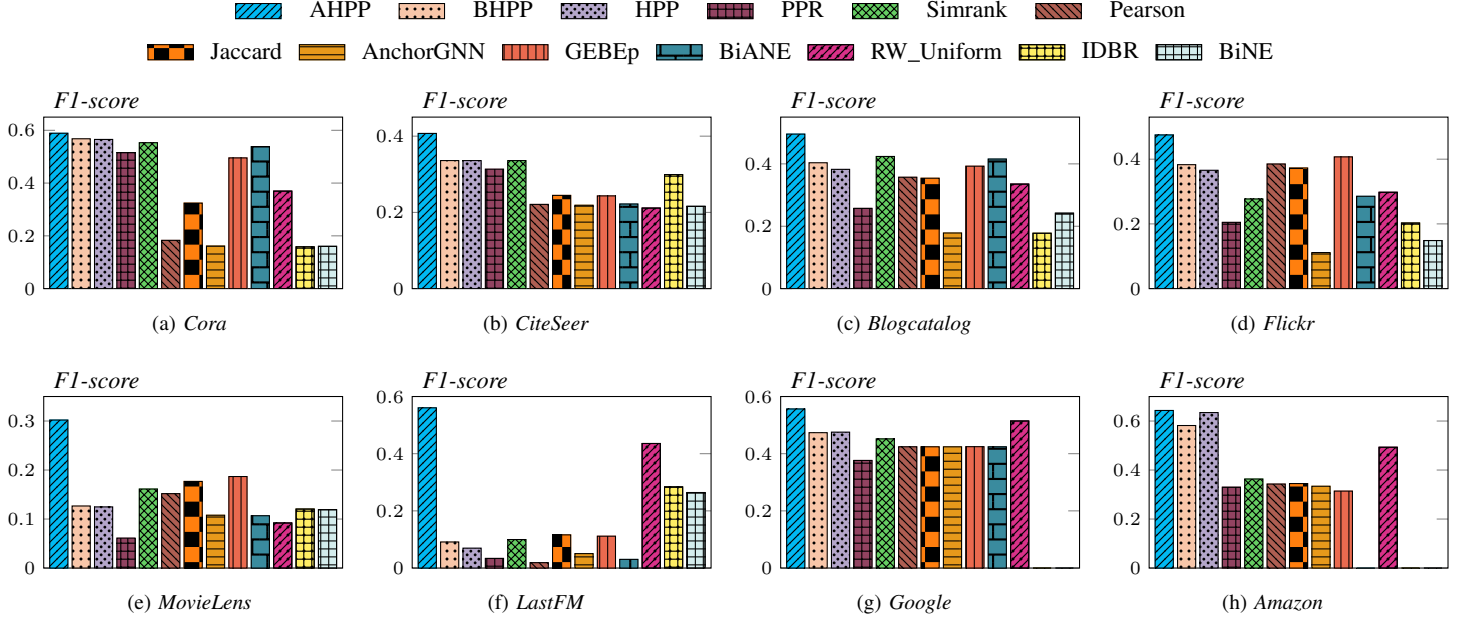 AHPP BHPP HPP PPR Simrank Pearson
Jaccard AnchorGNN GEBEp BiANE RW_Uniform IDBR BiNE
F1-score F1-score F1-score F1-score
0.6 0.4 0.4 0.4
0.4 0.2 0.2 0.2
0.2 0 0 0
0
(a) Cora (b) CiteSeer (c) Blogcatalog (d) Flickr
F1-score F1-score F1-score F1-score
0.3 0.6 0.6 0.6
0.2 0.4 0.4 0.4
0.1 0.2 0.2 0.2
0 0 0 0
(e) MovieLens (f) LastFM (g) Google (h) Amazon